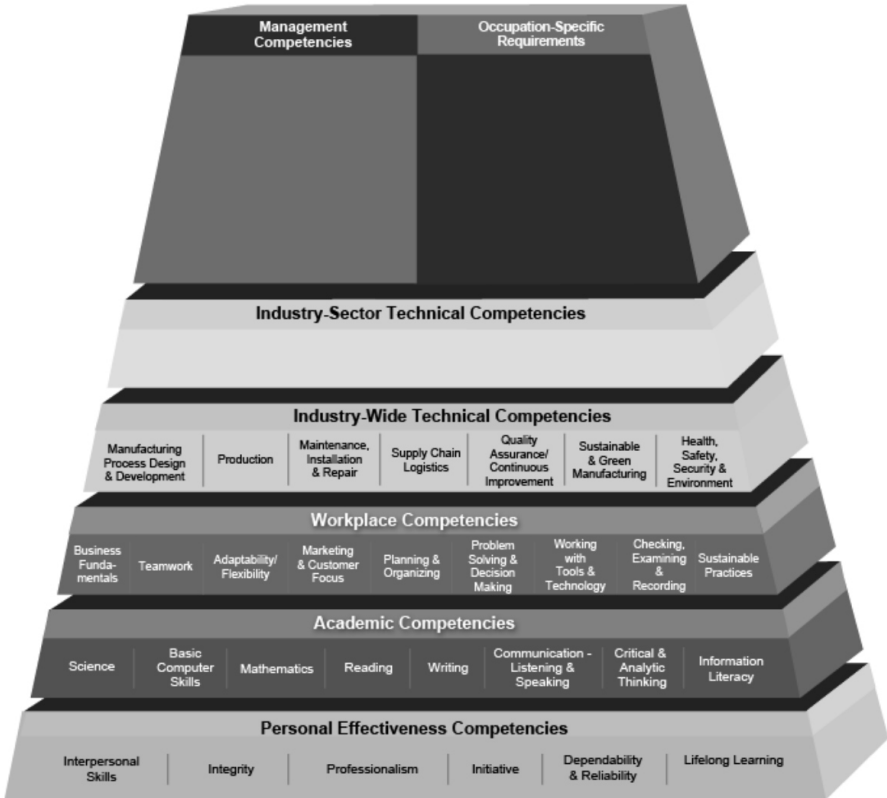 Management
Competencies
Occupation-Specific
Requirements
Industry-Sector Technical Competencies
Industry-Wide Technical Competencies
Manufacturing
Process Design
& Development
Production
Maintenance,
Installation
& Repair
Supply Chain
Logistics
Quality
Assurance/
Continuous
Improvement
Sustainable
& Green
Manufacturing
Health,
Safety,
Security &
Environment
Workplace Competencies
Business
Funda-
mentals
Teamwork
Adaptability/
Flexibility
Marketing
& Customer
Focus
Planning &
Organizing
Problem
Solving &
Decision
Making
Working
with
Tools &
Technology
Checking,
Examining
&
Recording
Sustainable
Practices
Academic Competencies
Science
Basic
Computer
Skills
Mathematics
Reading
Writing
Communication -
Listening &
Speaking
Critical &
Analytic
Thinking
Information
Literacy
Personal Effectiveness Competencies
Interpersonal
Skills
Integrity
Professionalism
Initiative
Dependability
& Reliability
Lifelong Learning